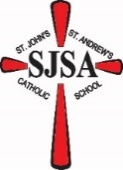 ST. JOHN'S
ST. ANDREW'S
SJSA
CATHOLIC
SCHOOL